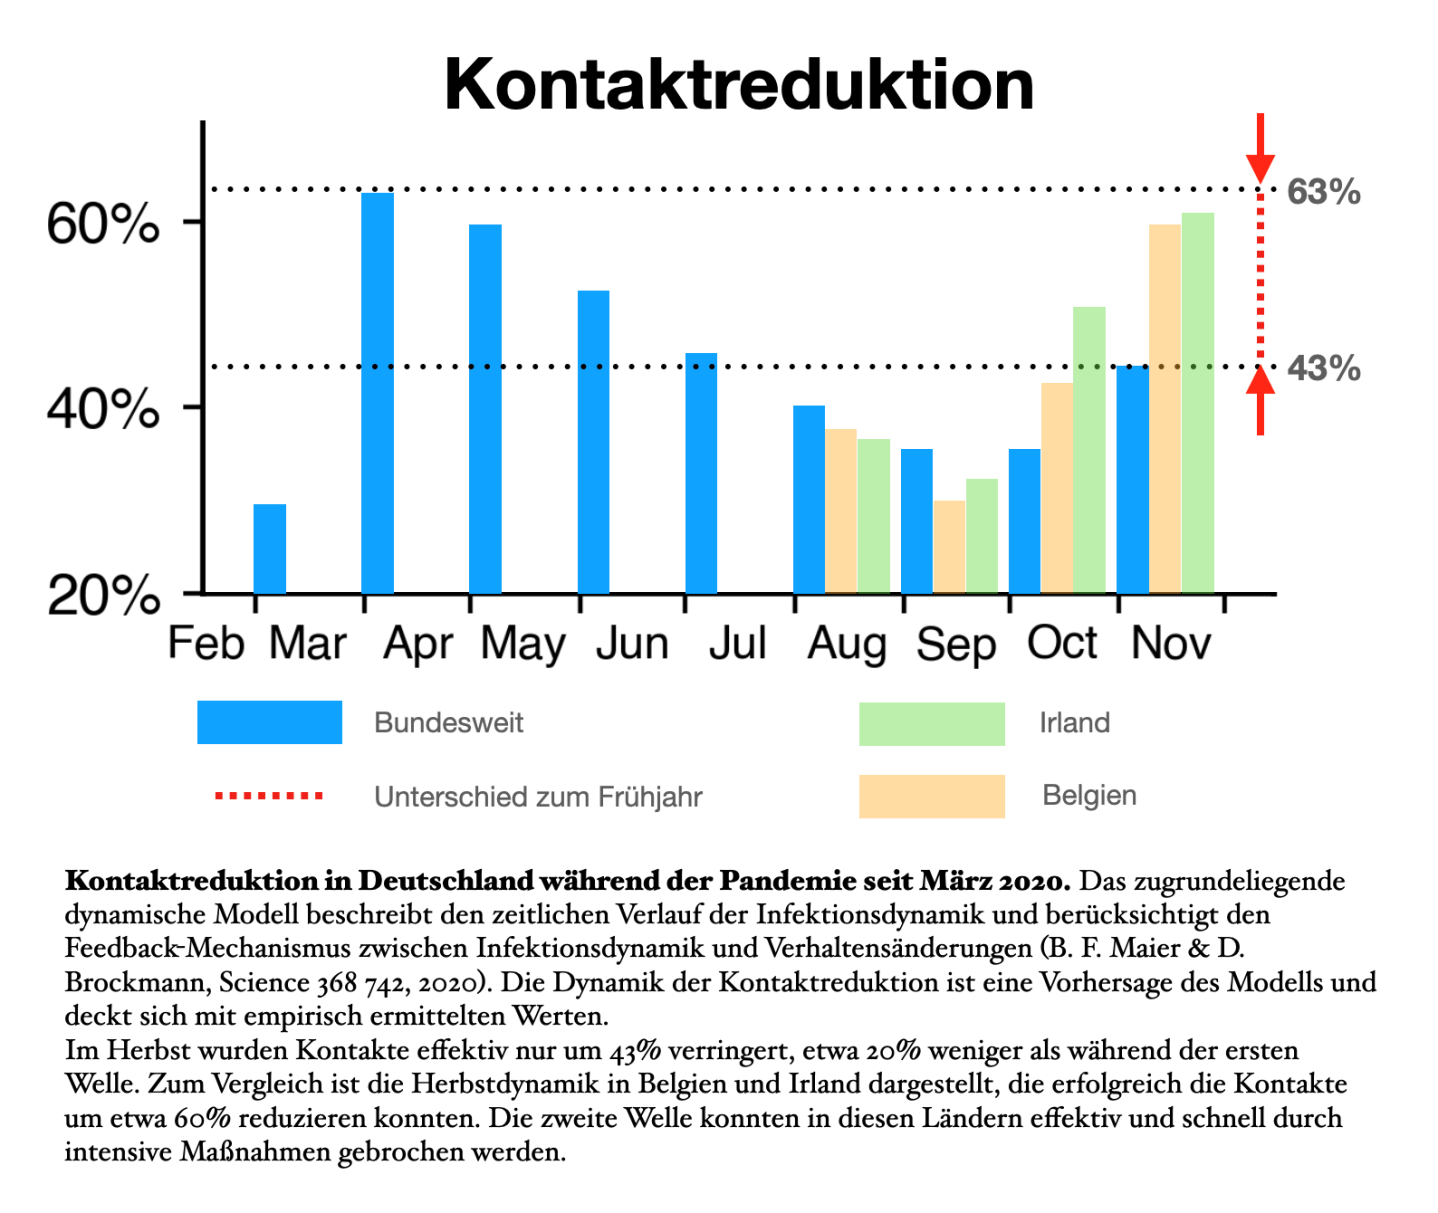 Kontaktreduktion
63%
60%
43%
40%
20%
Feb Mar Apr May Jun Jul Aug Sep Oct Nov
Bundesweit
Irland
Unterschied zum Frühjahr
Belgien
Kontaktreduktion in Deutschland während der Pandemie seit März 2020. Das zugrundeliegende
dynamische Modell beschreibt den zeitlichen Verlauf der Infektionsdynamik und berücksichtigt den
Feedback-Mechanismus zwischen Infektionsdynamik und Verhaltensänderungen (B. F. Maier & D.
Brockmann, Science 368 742, 2020). Die Dynamik der Kontaktreduktion ist eine Vorhersage des Modells und
deckt sich mit empirisch ermittelten Werten.
Im Herbst wurden Kontakte effektiv nur um 43% verringert, etwa 20% weniger als während der ersten
Welle. Zum Vergleich ist die Herbstdynamik in Belgien und Irland dargestellt, die erfolgreich die Kontakte
um etwa 60% reduzieren konnten. Die zweite Welle konnten in diesen Ländern effektiv und schnell durch
intensive Maßnahmen gebrochen werden.